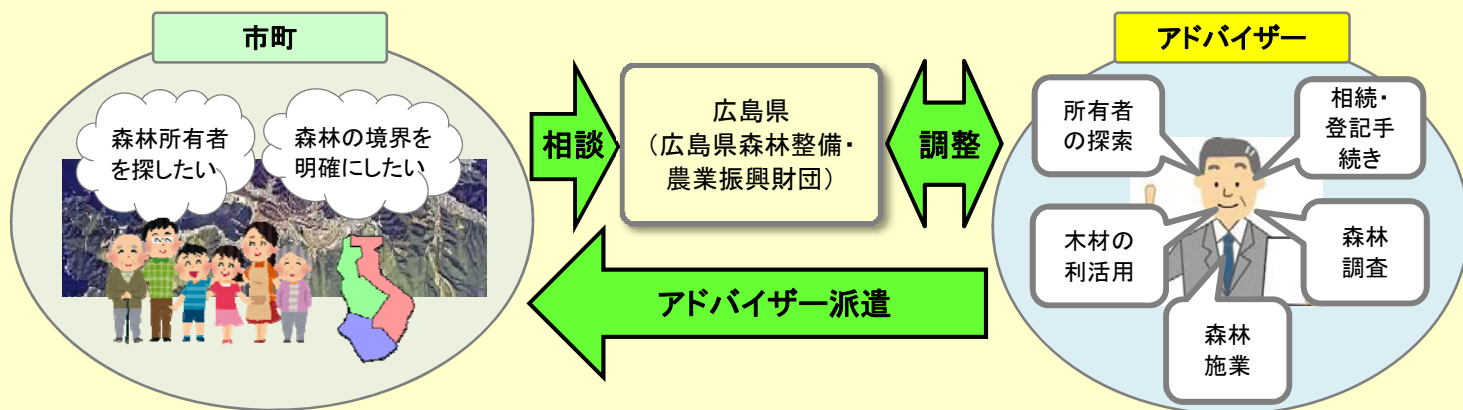 市町
森林所有者
を探したい
森林の境界を
明確にしたい
相談
広島県
（広島県森林整備・
農業振興財団）
調整
アドバイザー派遣
アドバイザー
所有者
の探索
相続・
登記手
続き
木材の
利活用
森林
調査
森林
施業